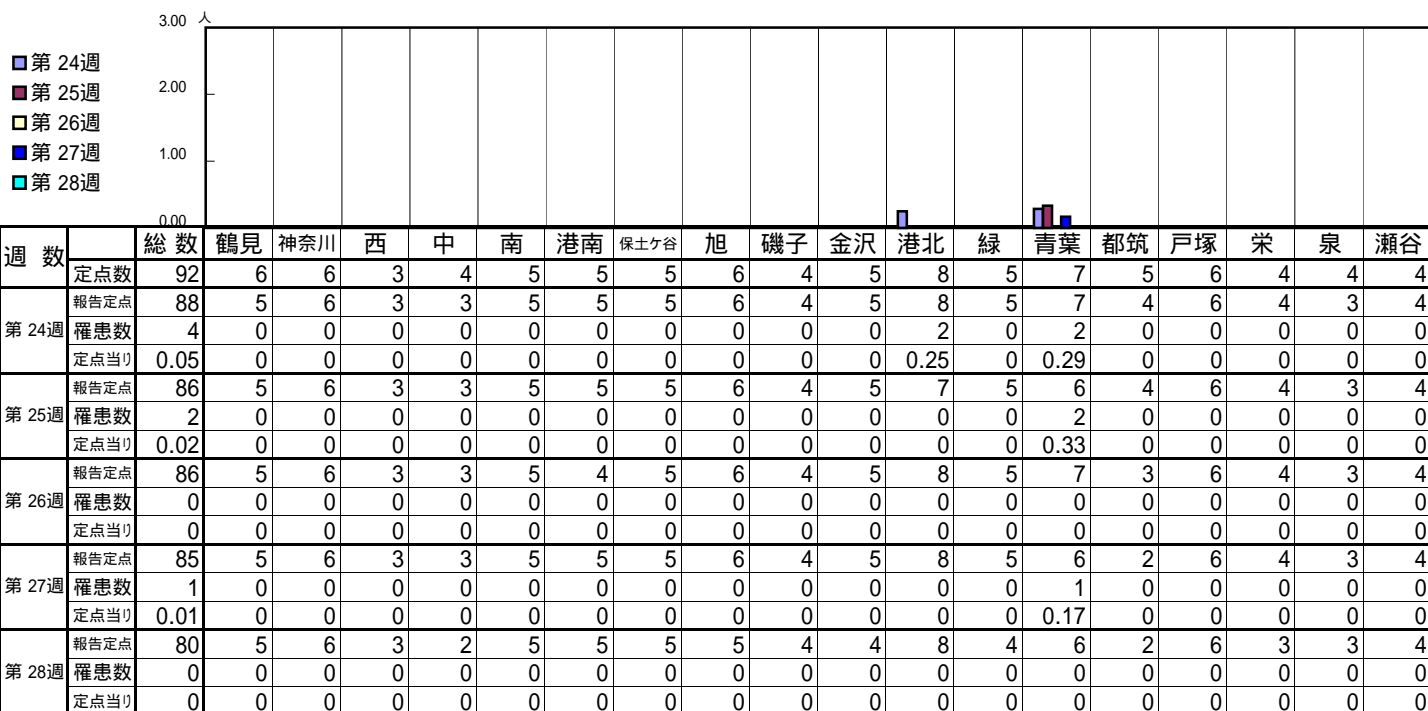 3.00 人
第 24週
第 25週
第 26週
第 27週
第 28週
2.00
1.00
0.00
週 数 総 数 鶴見 神奈川 西 中 南 港南 保土ケ谷 旭 磯子 金沢 港北 緑 青葉 都筑 戸塚 栄 泉 瀬谷
定点数 92 6 6 3 4 5 5 5 6 4 5 8 5 7 5 6 4 4 4
第 24週 報告定点 88 5 6 3 3 5 5 5 6 4 5 8 5 7 4 6 4 3 4
罹患数 4 0 0 0 0 0 0 0 0 0 0 2 0 2 0 0 0 0 0
定点当り 0.05 0 0 0 0 0 0 0 0 0 0 0.25 0 0.29 0 0 0 0 0
第 25週 報告定点 86 5 6 3 3 5 5 5 6 4 5 7 5 6 4 6 4 3 4
罹患数 2 0 0 0 0 0 0 0 0 0 0 0 0 2 0 0 0 0 0
定点当り 0.02 0 0 0 0 0 0 0 0 0 0 0 0 0.33 0 0 0 0 0
第 26週 報告定点 86 5 6 3 3 5 4 5 6 4 5 8 5 7 3 6 4 3 4
罹患数 0 0 0 0 0 0 0 0 0 0 0 0 0 0 0 0 0 0 0
定点当り 0 0 0 0 0 0 0 0 0 0 0 0 0 0 0 0 0 0 0
第 27週 報告定点 85 5 6 3 3 5 5 5 6 4 5 8 5 6 2 6 4 3 4
罹患数 1 0 0 0 0 0 0 0 0 0 0 0 0 1 0 0 0 0 0
定点当り 0.01 0 0 0 0 0 0 0 0 0 0 0 0 0.17 0 0 0 0 0
第 28週 報告定点 80 5 6 3 2 5 5 5 5 4 4 8 4 6 2 6 3 3 4
罹患数 0 0 0 0 0 0 0 0 0 0 0 0 0 0 0 0 0 0 0
定点当り 0 0 0 0 0 0 0 0 0 0 0 0 0 0 0 0 0 0 0